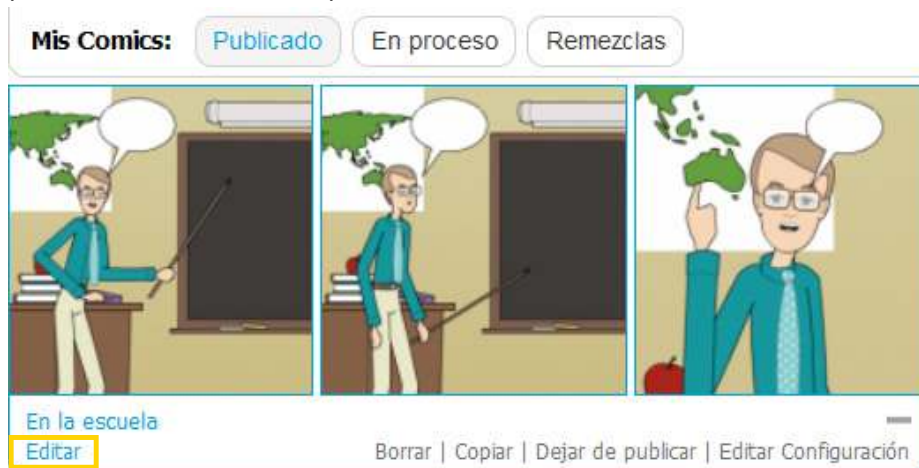 Mis Comics: Publicado En proceso Remezclas
En la escuela
Editar Borrar | Copiar | Dejar de publicar | Editar Configuración